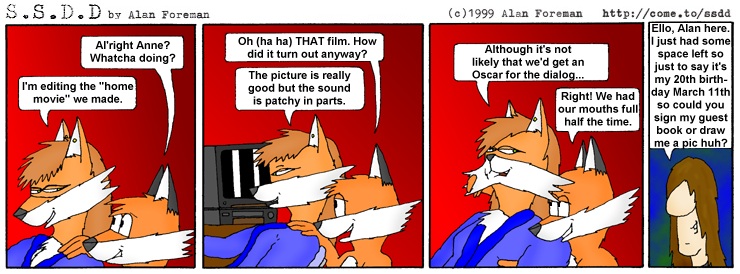 S.S.D.D by Alan Foreman
(c)1999 Alan Foreman http://come.to/ssdd
Al'right Anne?
Whatcha doing?
I'm editing the "home
movie" we made.
Oh (ha ha) THAT film. How
did it turn out anyway?
The picture is really
good but the sound
is patchy in parts.
Although it's not
likely that we'd get an
Oscar for the dialog...
Right! We had
our mouths full
half the time.
Ello, Alan here.
I just had some
space left so
just to say it's
my 20th birth-
day March 11th
so could you
sign my guest
book or draw
me a pic huh?